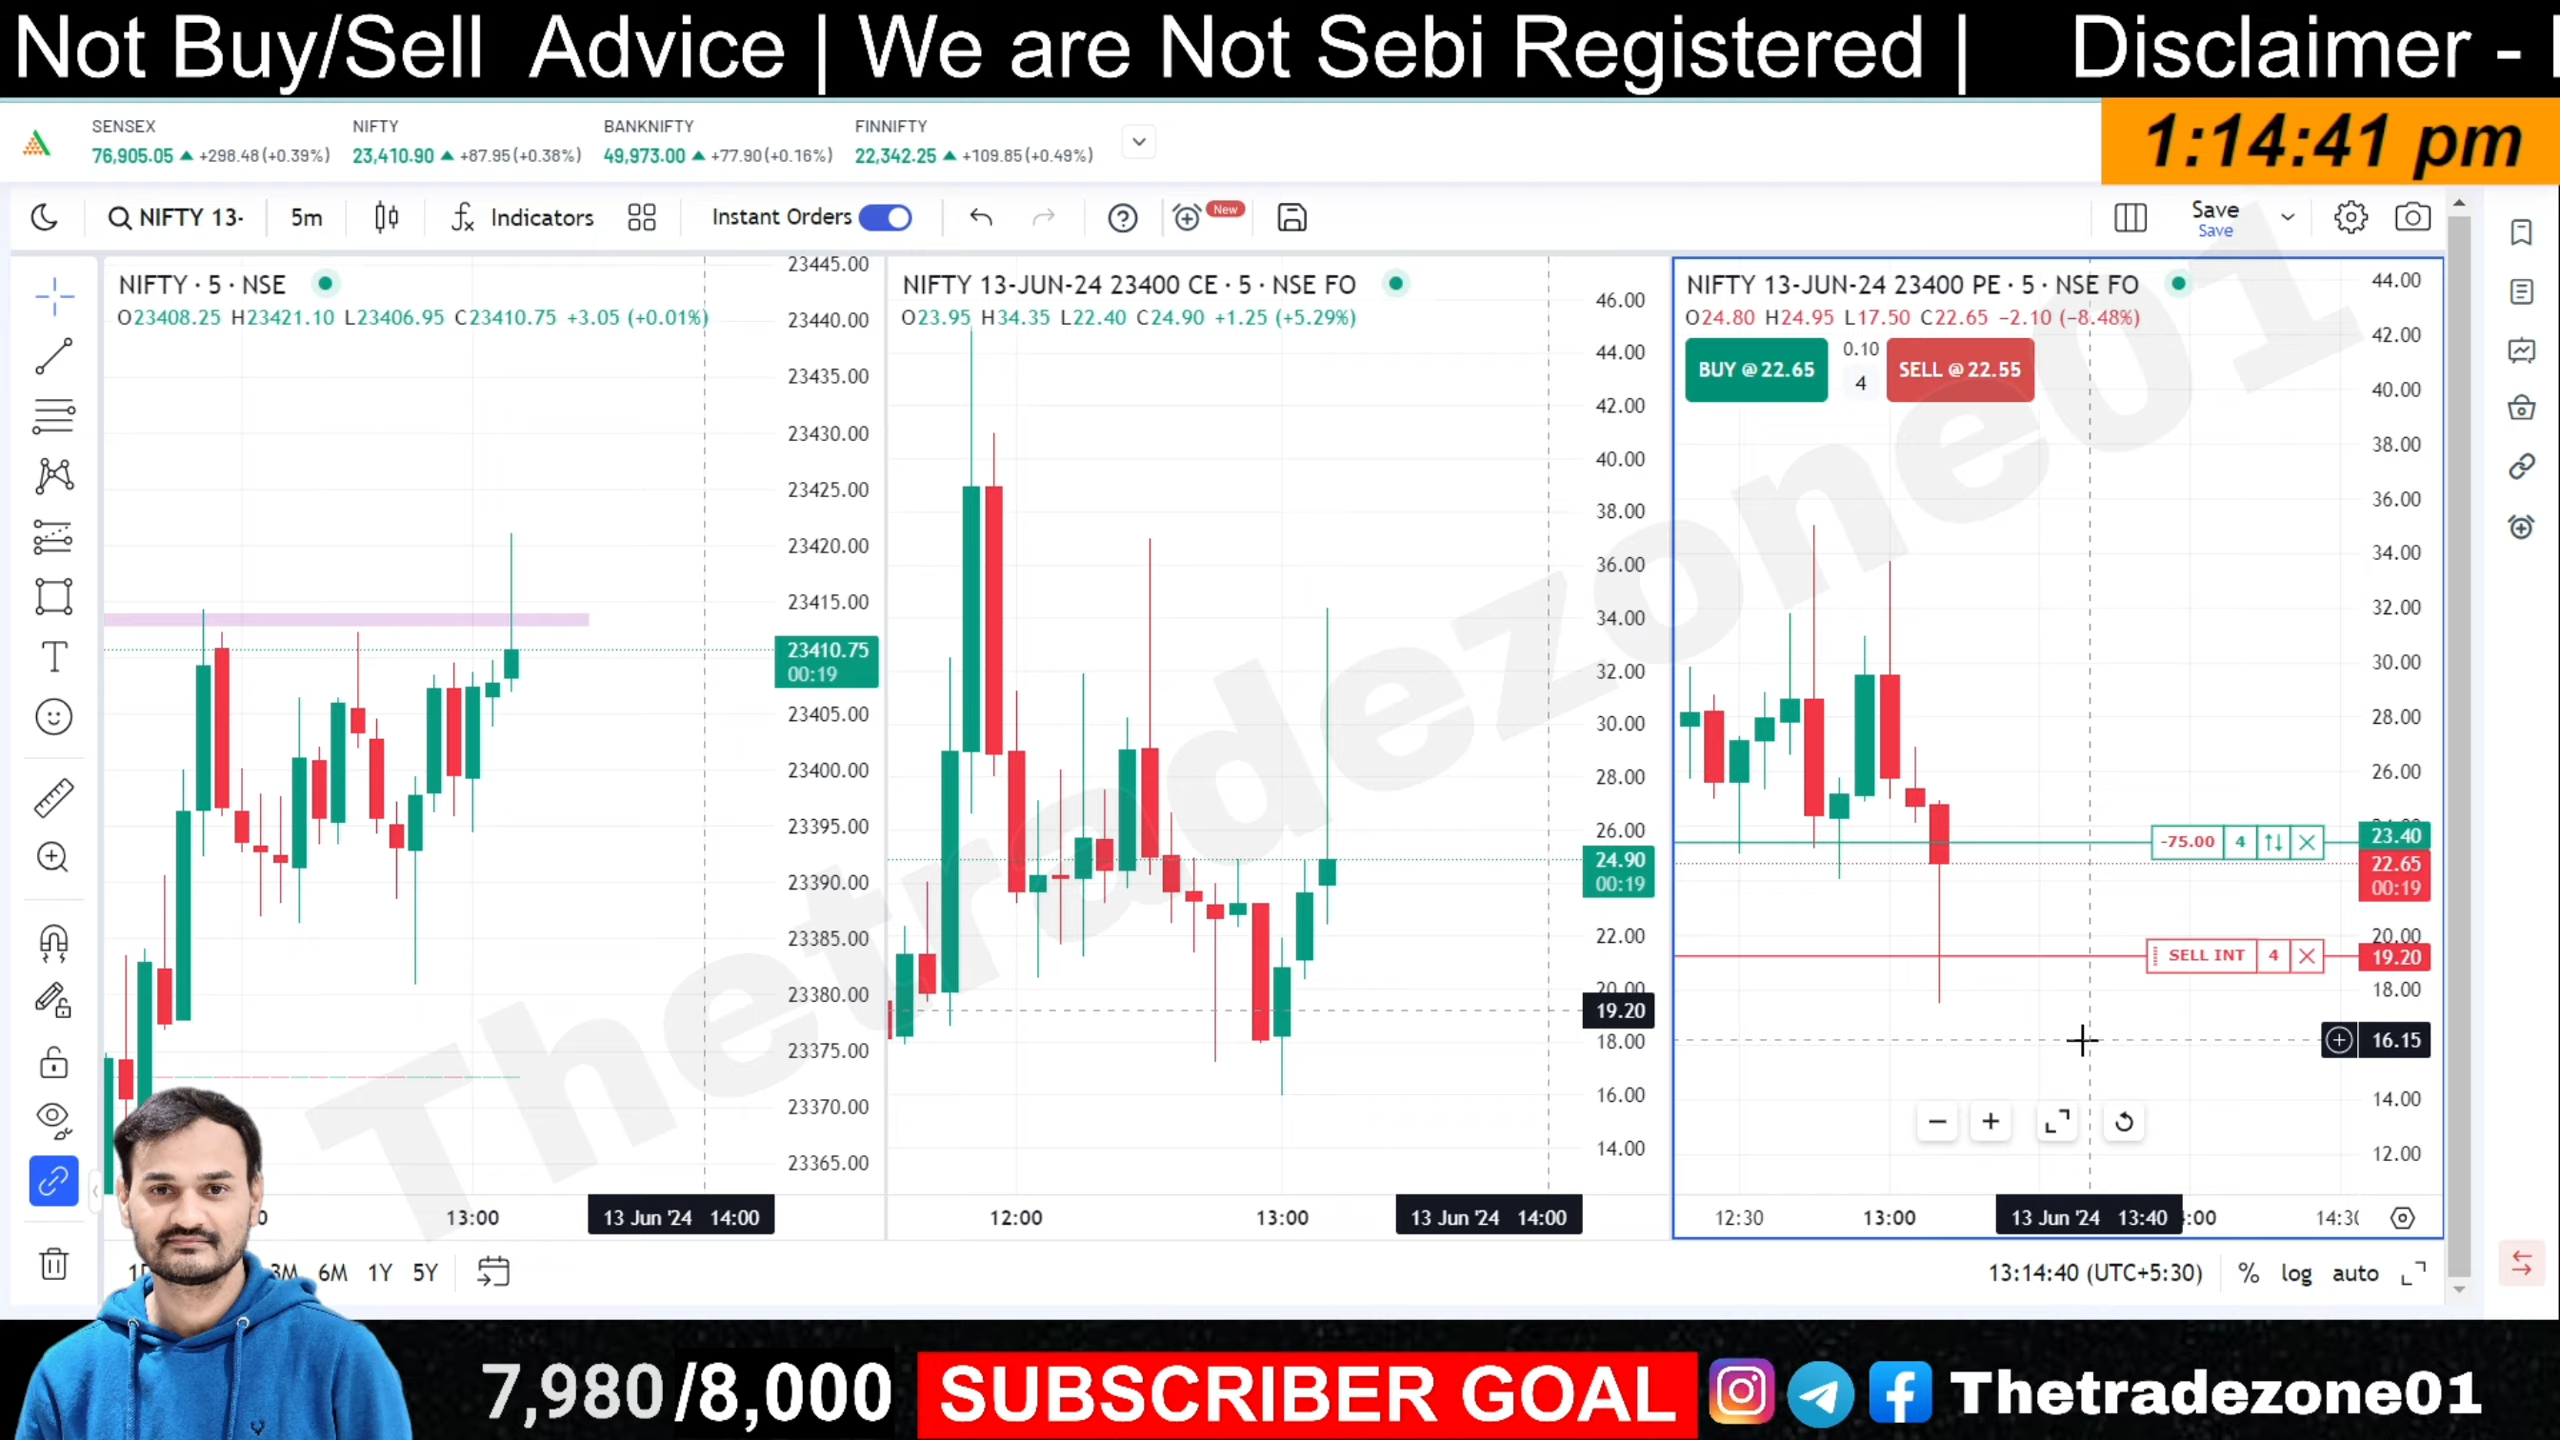 Not Buy/Sell Advice | We are Not Sebi Registered | Disclaimer -
1:14:41 pm
SENSEX
76,905.05 ▲ +298.48(+0.39%)
NIFTY
23,410.90 ▲ +87.95(+0.38%)
BANKNIFTY
49,973.00 ▲ +77.90(+0.16%)
FINNIFTY
22,342.25 ▲ +109.85(+0.49%)
NIFTY 13-
5m
Indicators
Instant Orders
New
Save
Save
NIFTY · 5 · NSE
O23408.25 H23421.10 L23406.95 C23410.75 +3.05 (+0.01%)
23445.00
23440.00
23435.00
23430.00
23425.00
23420.00
23415.00
23410.75
00:19
23405.00
23400.00
23395.00
23390.00
23385.00
23380.00
23375.00
23370.00
23365.00
13:00
13 Jun '24 14:00
NIFTY 13-JUN-24 23400 CE · 5 · NSE FO
O23.95 H34.35 L22.40 C24.90 +1.25 (+5.29%)
46.00
44.00
42.00
40.00
38.00
36.00
34.00
32.00
30.00
28.00
26.00
24.90
00:19
22.00
20.00
19.20
18.00
16.00
14.00
12:00
13:00
13 Jun '24 14:00
NIFTY 13-JUN-24 23400 PE · 5 · NSE FO
O24.80 H24.95 L17.50 C22.65 −2.10 (−8.48%)
BUY @ 22.65
0.10
4
SELL @ 22.55
44.00
42.00
40.00
38.00
36.00
34.00
32.00
30.00
28.00
26.00
-75.00 4
23.40
22.65
00:19
20.00
SELL INT 4
19.20
18.00
16.15
14.00
12.00
12:30
13:00
13 Jun '24 13:40
:00
Thetradezone01
3M 6M 1Y 5Y
13:14:40 (UTC+5:30)
% log auto
7,980/8,000
SUBSCRIBER GOAL
Thetradezone01